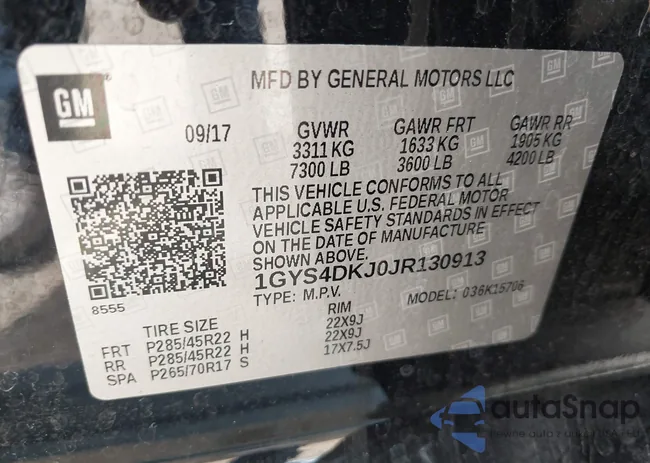 GM
MFD BY GENERAL MOTORS LLC
09/17
GVWR
3311 KG
7300 LB
GAWR FRT
1633 KG
3600 LB
GAWR RR
1905 KG
4200 LB
THIS VEHICLE CONFORMS TO ALL
APPLICABLE U.S. FEDERAL MOTOR
VEHICLE SAFETY STANDARDS IN EFFECT
ON THE DATE OF MANUFACTURE
SHOWN ABOVE.
1GYS4DKJ0JR130913
TYPE: M.P.V. MODEL: 036K15706
8555
TIRE SIZE RIM
FRT P285/45R22 H 22X9J
RR P285/45R22 H 22X9J
SPA P265/70R17 S 17X7.5J
autaSnap